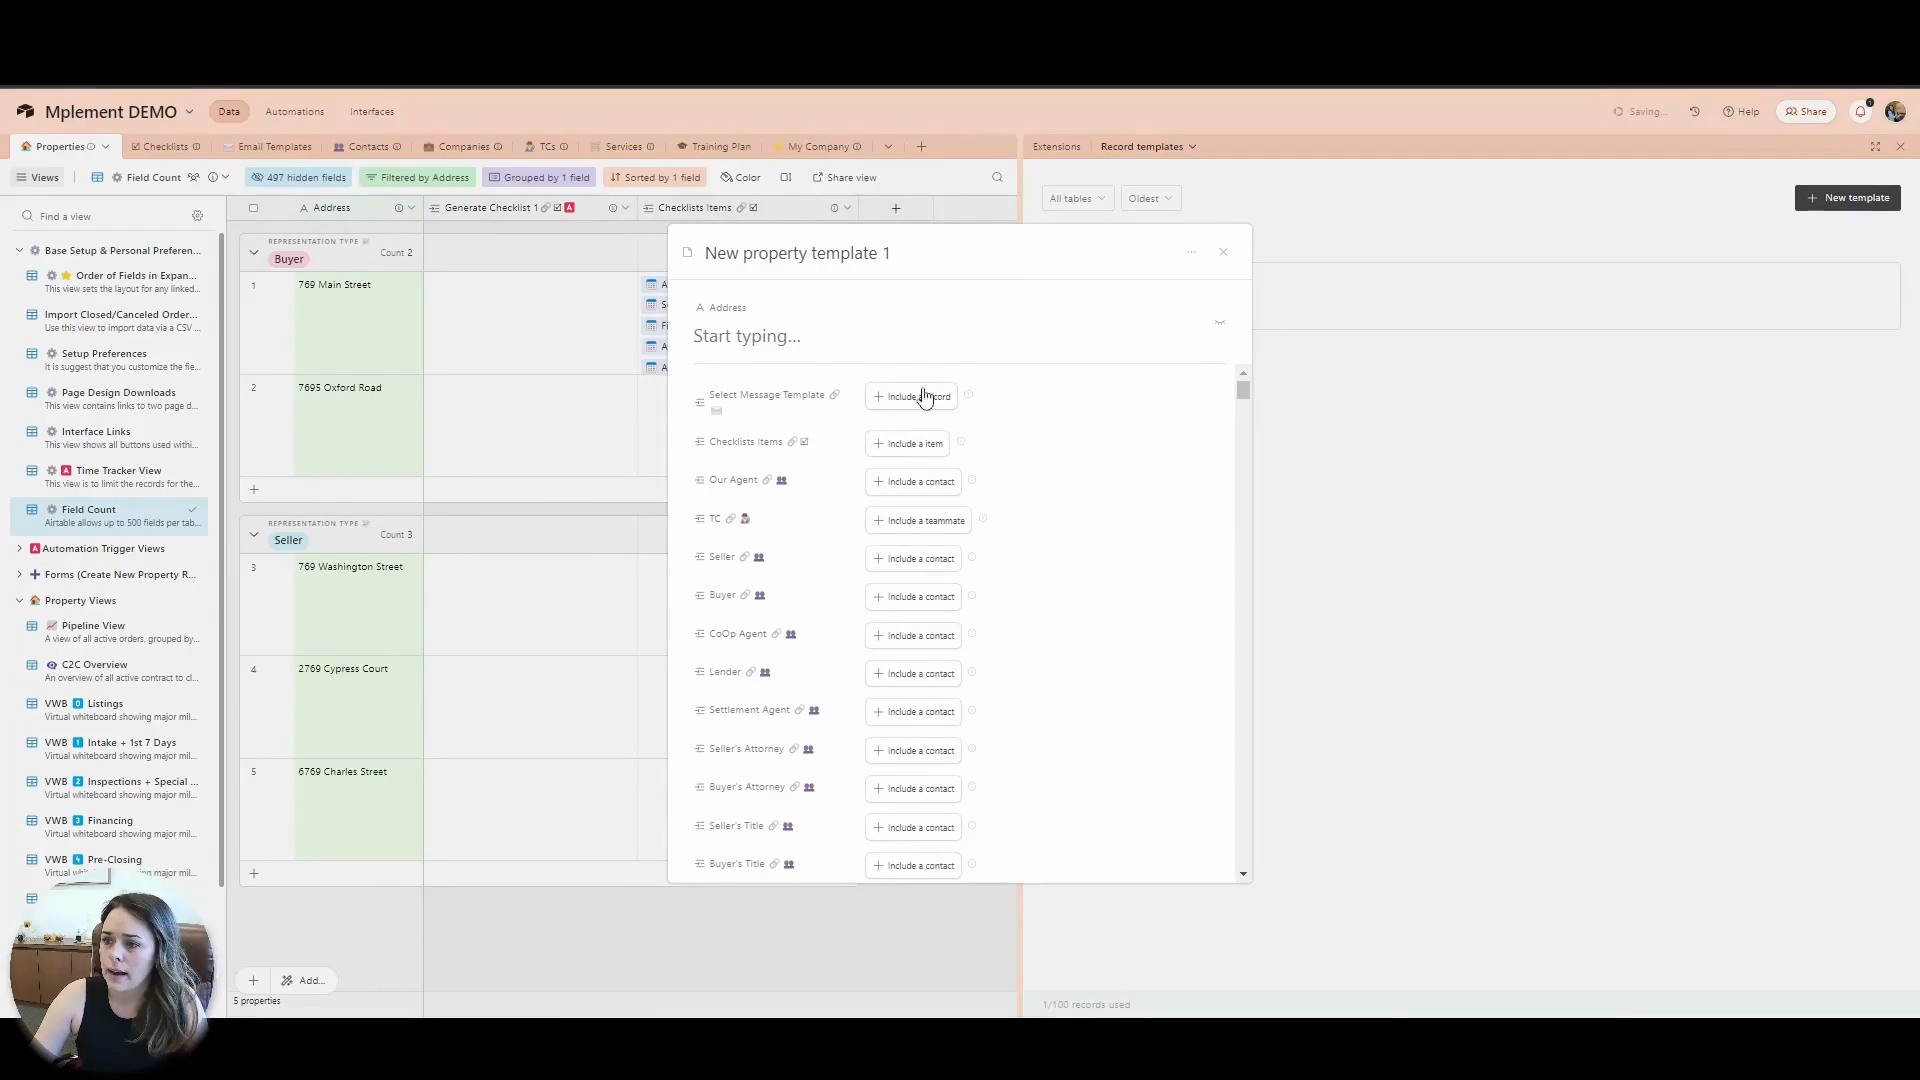 Mplement DEMO
Data
Automations
Interfaces
Saving...
Help
Share
1
Properties
Checklists
Email Templates
Contacts
Companies
TCs
Services
Training Plan
My Company
Extensions
Record templates
Views
Field Count
497 hidden fields
Filtered by Address
Grouped by 1 field
Sorted by 1 field
Color
Share view
All tables
Oldest
New template
Find a view
Address
Generate Checklist 1
A
Checklists Items
Base Setup & Personal Preferen...
Order of Fields in Expan...
This view sets the layout for any linked...
Import Closed/Canceled Order...
Use this view to import data via a CSV ...
Setup Preferences
It is suggest that you customize the fie...
Page Design Downloads
This view contains links to two page d...
Interface Links
This view shows all buttons used withi...
A Time Tracker View
This view is to limit the records for the...
Field Count
Airtable allows up to 500 fields per tab...
A Automation Trigger Views
Forms (Create New Property R...
Property Views
Pipeline View
A view of all active orders, grouped by...
C2C Overview
An overview of all active contract to cl...
VWB 0 Listings
Virtual whiteboard showing major mil...
VWB 1 Intake + 1st 7 Days
Virtual whiteboard showing major mil...
VWB 2 Inspections + Special ...
Virtual whiteboard showing major mil...
VWB 3 Financing
Virtual whiteboard showing major mil...
VWB 4 Pre-Closing
REPRESENTATION TYPE
Buyer
Count 2
1
769 Main Street
2
7695 Oxford Road
REPRESENTATION TYPE
Seller
Count 3
3
769 Washington Street
4
2769 Cypress Court
5
6769 Charles Street
Add...
5 properties
New property template 1
Address
Start typing...
Select Message Template
Include a record
Checklists Items
Include a item
Our Agent
Include a contact
TC
Include a teammate
Seller
Include a contact
Buyer
Include a contact
CoOp Agent
Include a contact
Lender
Include a contact
Settlement Agent
Include a contact
Seller's Attorney
Include a contact
Buyer's Attorney
Include a contact
Seller's Title
Include a contact
Buyer's Title
Include a contact
1/100 records used